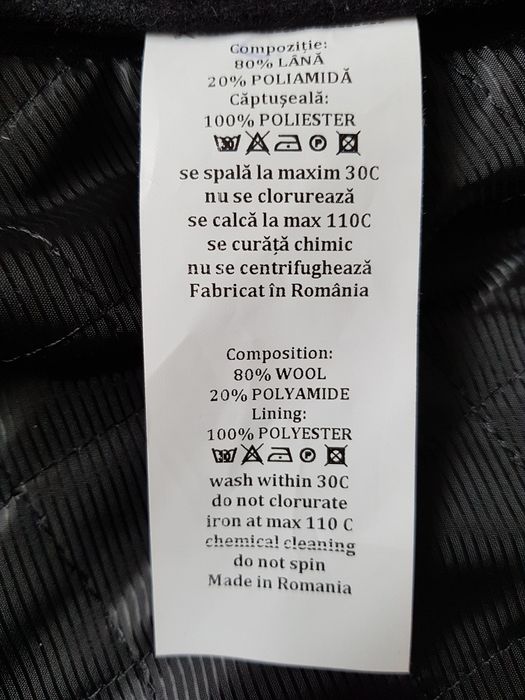 Compoziție:
80% LÂNĂ
20% POLIAMIDĂ
Căptușeală:
100% POLIESTER
30 P
se spală la maxim 30C
nu se clorurează
se calcă la max 110C
se curăță chimic
nu se centrifughează
Fabricat în România
Composition:
80% WOOL
20% POLYAMIDE
Lining:
100% POLYESTER
30 P
wash within 30C
do not clorurate
iron at max 110 C
chemical cleaning
do not spin
Made in Romania